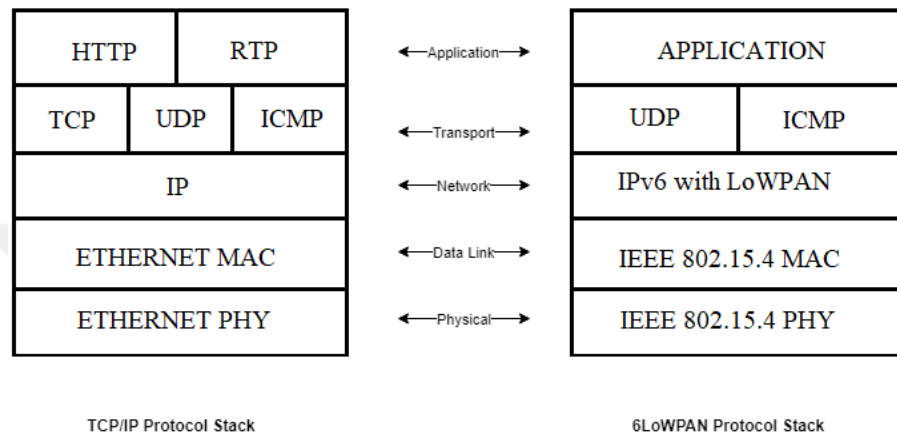 HTTP RTP Application APPLICATION
TCP UDP ICMP Transport UDP ICMP
IP Network IPv6 with LoWPAN
ETHERNET MAC Data Link IEEE 802.15.4 MAC
ETHERNET PHY Physical IEEE 802.15.4 PHY
TCP/IP Protocol Stack 6LoWPAN Protocol Stack